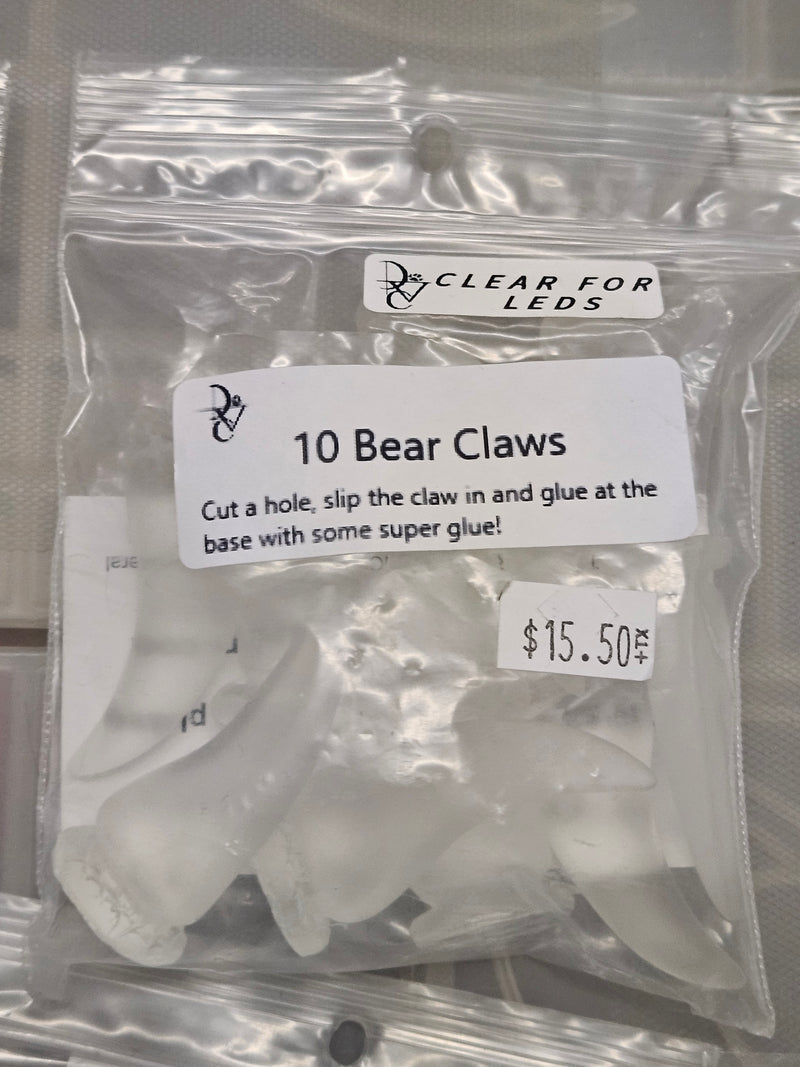 CLEAR FOR
LEDS
10 Bear Claws
Cut a hole, slip the claw in and glue at the
base with some super glue!
$15.50